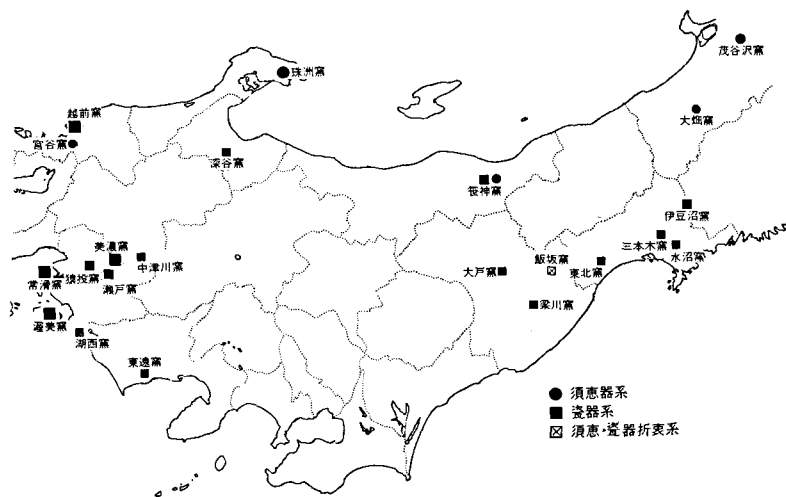 茂谷沢窯
珠洲窯
大畑窯
越前窯
宮谷窯
深谷窯
笹神窯
伊豆沼窯
三本木窯
水沼窯
美濃窯
中津川窯
猿投窯
瀬戸窯
常滑窯
渥美窯
湖西窯
東遠窯
大戸窯
飯坂窯
東北窯
梁川窯
● 須恵器系
■ 瓷器系
☒ 須恵・瓷器折衷系